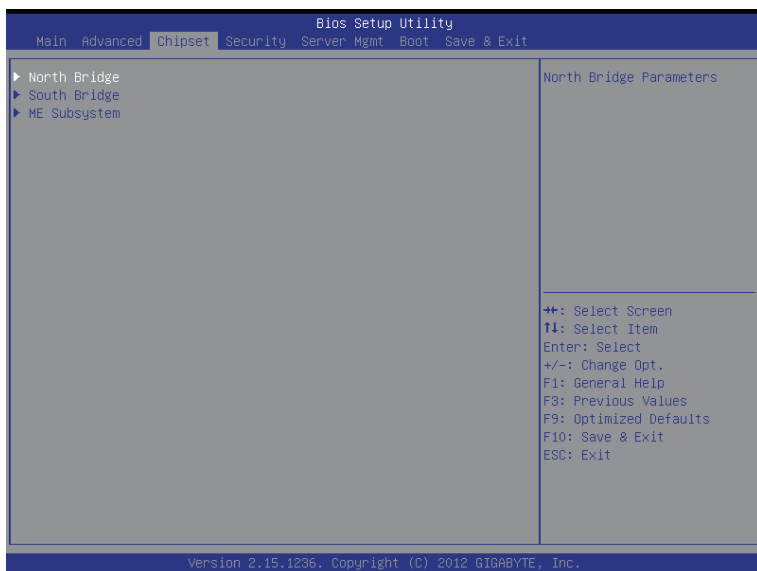 Bios Setup Utility
Main Advanced Chipset Security Server Mgmt Boot Save & Exit
▶ North Bridge
▶ South Bridge
▶ ME Subsystem
North Bridge Parameters
→←: Select Screen
↑↓: Select Item
Enter: Select
+/-: Change Opt.
F1: General Help
F3: Previous Values
F9: Optimized Defaults
F10: Save & Exit
ESC: Exit
Version 2.15.1236. Copyright (C) 2012 GIGABYTE, Inc.